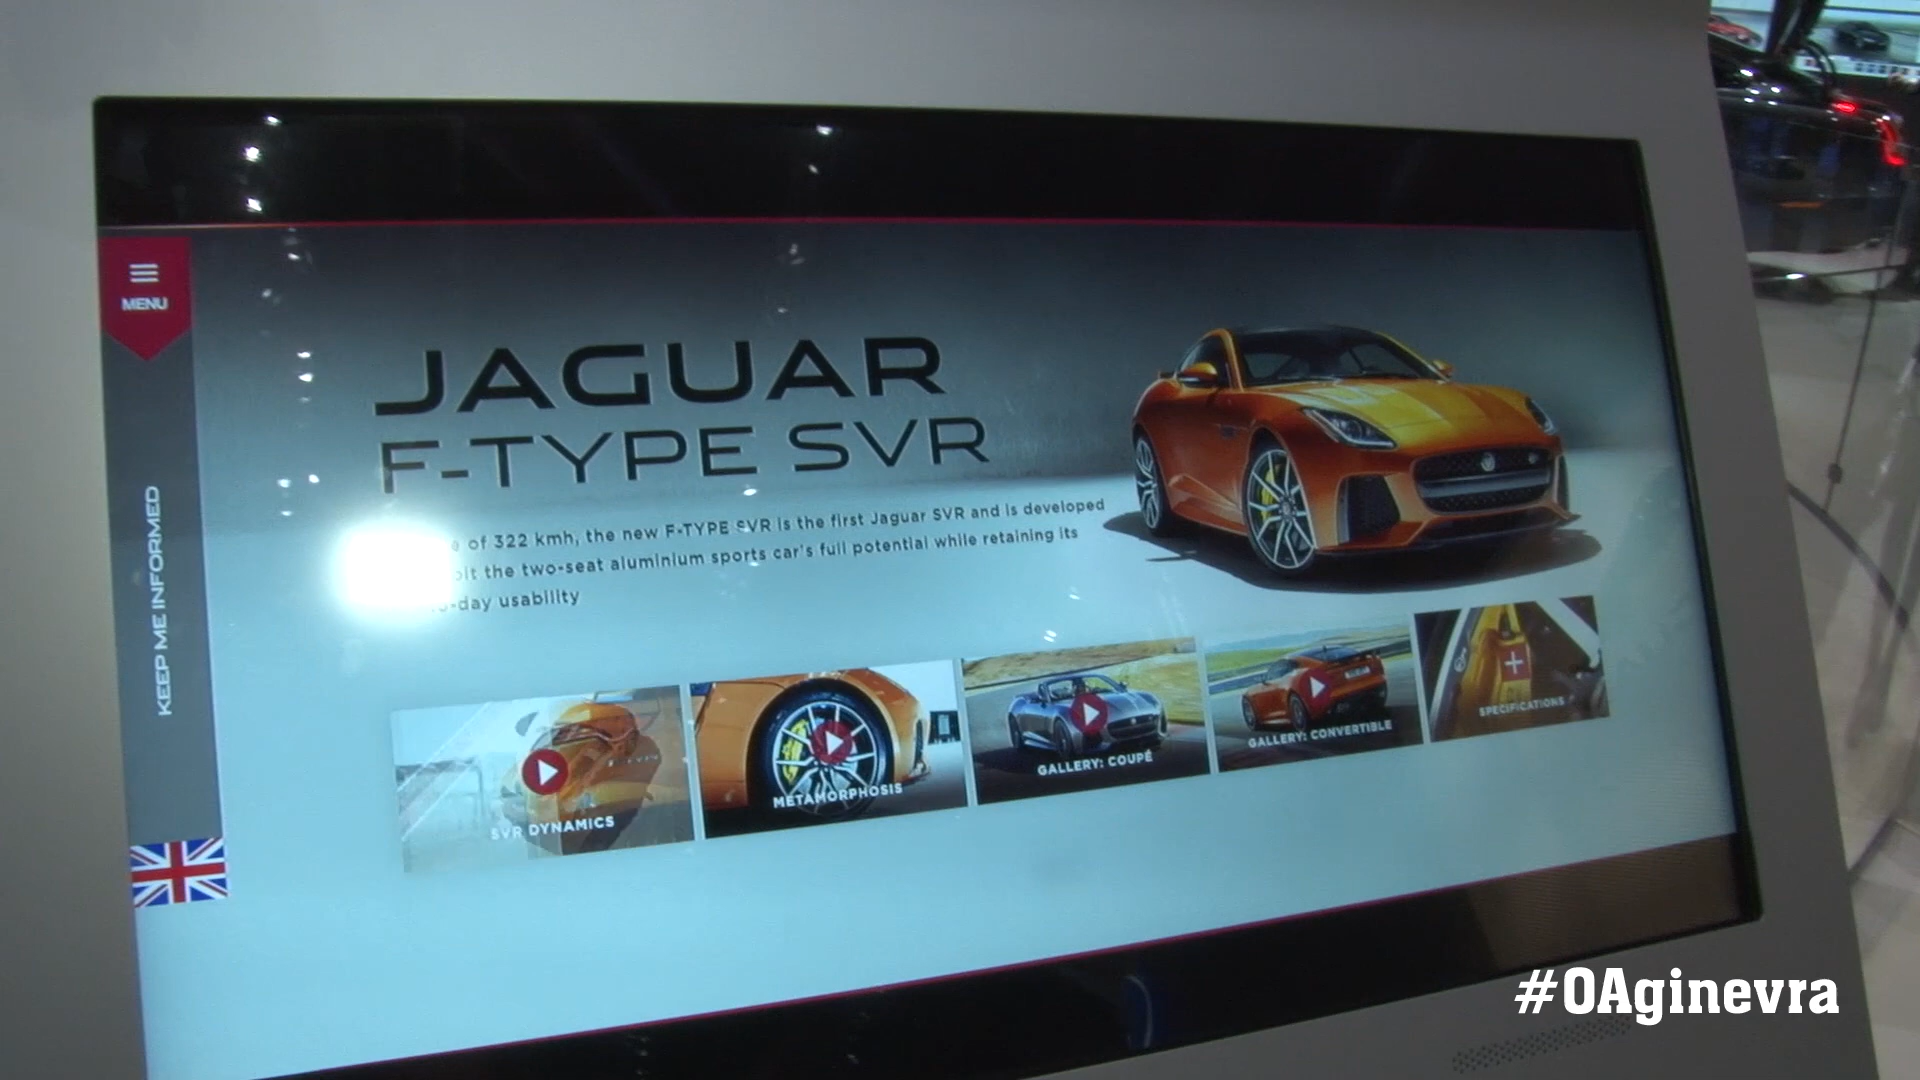 MENU
JAGUAR
F-TYPE SVR
of 322 kmh, the new F-TYPE SVR is the first Jaguar SVR and is developed
the two-seat aluminium sports car's full potential while retaining its
-day usability
KEEP ME INFORMED
SVR DYNAMICS
METAMORPHOSIS
GALLERY: COUPÉ
GALLERY: CONVERTIBLE
SPECIFICATIONS
#OAginevra